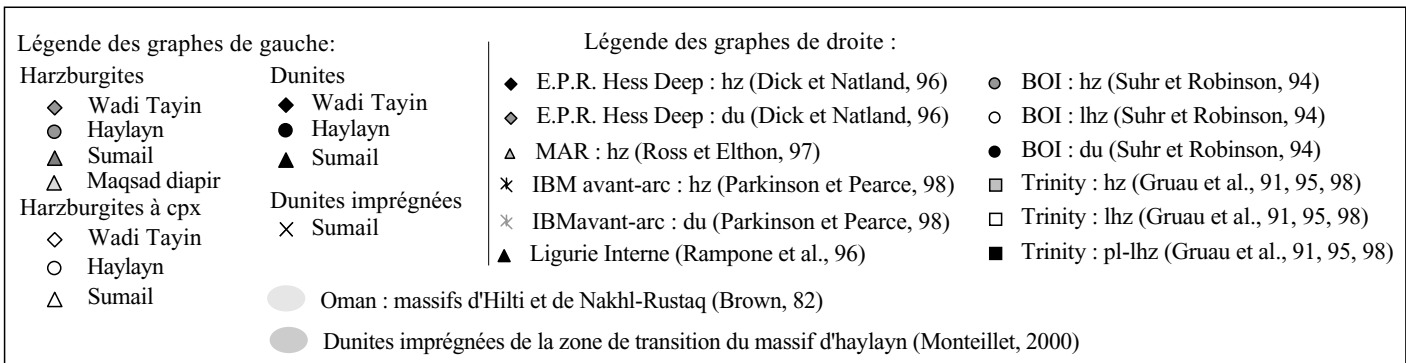 Légende des graphes de gauche:
Harzburgites
Wadi Tayin
Haylayn
Sumail
Maqsad diapir
Harzburgites à cpx
Wadi Tayin
Haylayn
Sumail
Dunites
Wadi Tayin
Haylayn
Sumail
Dunites imprégnées
Sumail
Légende des graphes de droite :
E.P.R. Hess Deep : hz (Dick et Natland, 96)
E.P.R. Hess Deep : du (Dick et Natland, 96)
MAR : hz (Ross et Elthon, 97)
IBM avant-arc : hz (Parkinson et Pearce, 98)
IBMavant-arc : du (Parkinson et Pearce, 98)
Ligurie Interne (Rampone et al., 96)
BOI : hz (Suhr et Robinson, 94)
BOI : lhz (Suhr et Robinson, 94)
BOI : du (Suhr et Robinson, 94)
Trinity : hz (Gruau et al., 91, 95, 98)
Trinity : lhz (Gruau et al., 91, 95, 98)
Trinity : pl-lhz (Gruau et al., 91, 95, 98)
Oman : massifs d'Hilti et de Nakhl-Rustaq (Brown, 82)
Dunites imprégnées de la zone de transition du massif d'haylayn (Monteillet, 2000)